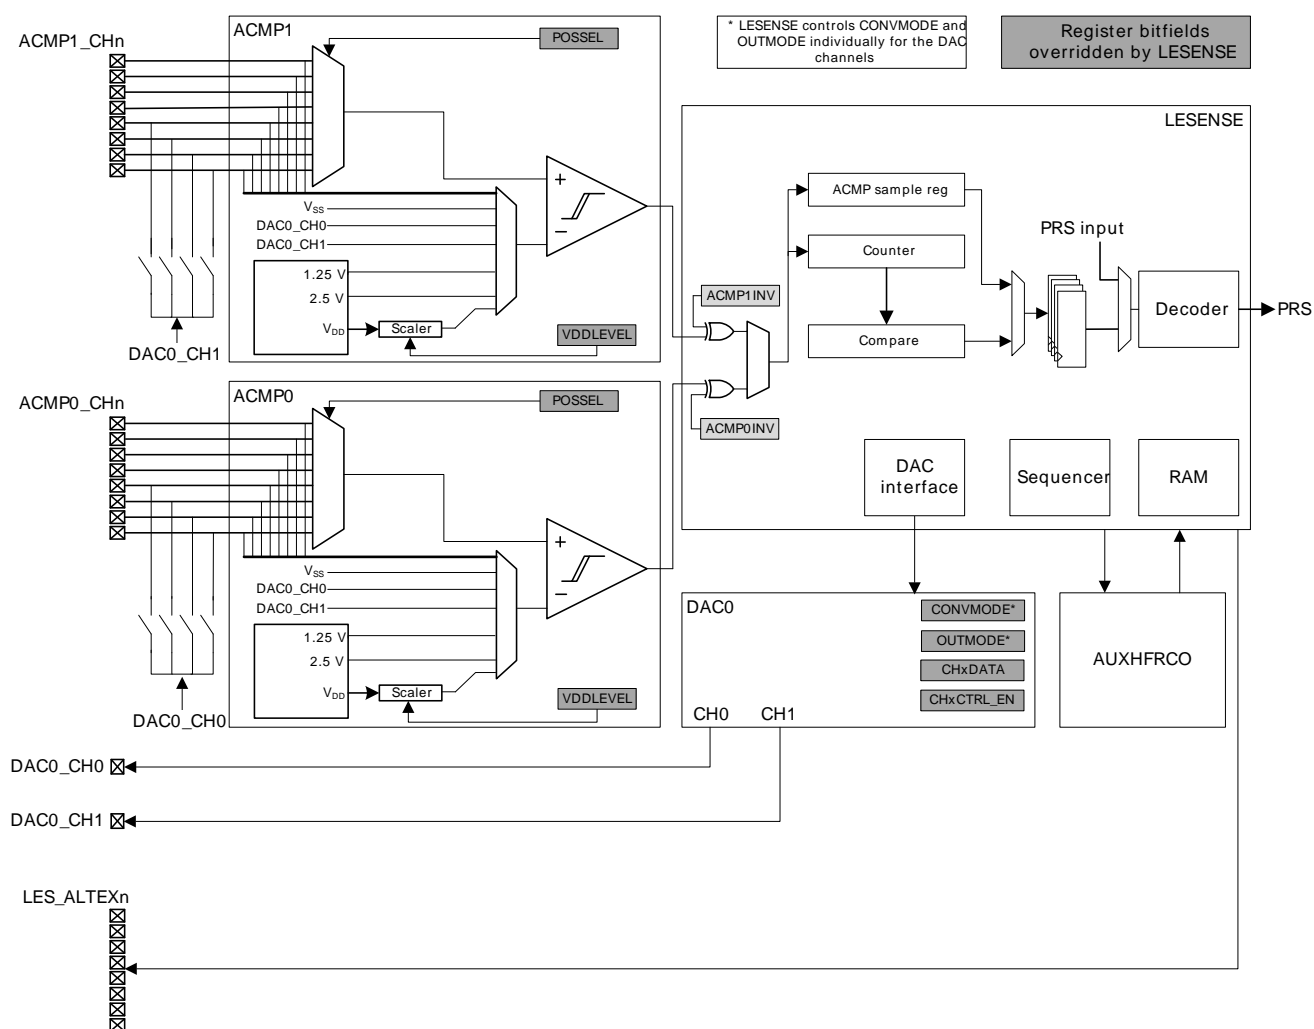 ACMP1_CHn
ACMP1
POSSEL
* LESENSE controls CONVMODE and
OUTMODE individually for the DAC
channels
Register bitfields
overridden by LESENSE
LESENSE
VSS
DAC0_CH0
DAC0_CH1
1.25 V
2.5 V
VDD
Scaler
VDDLEVEL
DAC0_CH1
ACMP sample reg
Counter
Compare
PRS input
Decoder
PRS
ACMP1INV
ACMP0INV
ACMP0_CHn
ACMP0
POSSEL
VSS
DAC0_CH0
DAC0_CH1
1.25 V
2.5 V
VDD
Scaler
VDDLEVEL
DAC0_CH0
DAC
interface
Sequencer
RAM
DAC0
CONVMODE*
OUTMODE*
CHxDATA
CHxCTRL_EN
CH0
CH1
AUXHFRCO
DAC0_CH0
DAC0_CH1
LES_ALTEXn